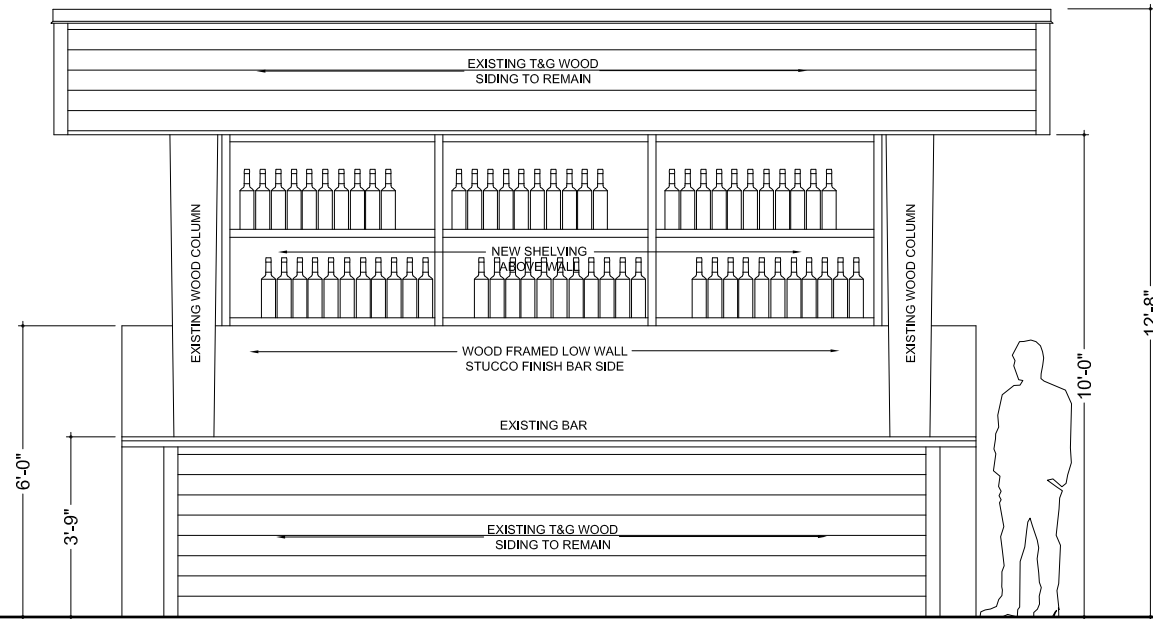 EXISTING T&G WOOD
SIDING TO REMAIN
EXISTING WOOD COLUMN
EXISTING WOOD COLUMN
NEW SHELVING
ABOVE WALL
WOOD FRAMED LOW WALL
STUCCO FINISH BAR SIDE
EXISTING BAR
EXISTING T&G WOOD
SIDING TO REMAIN
6'-0"
3'-9"
10'-0"
12'-8"